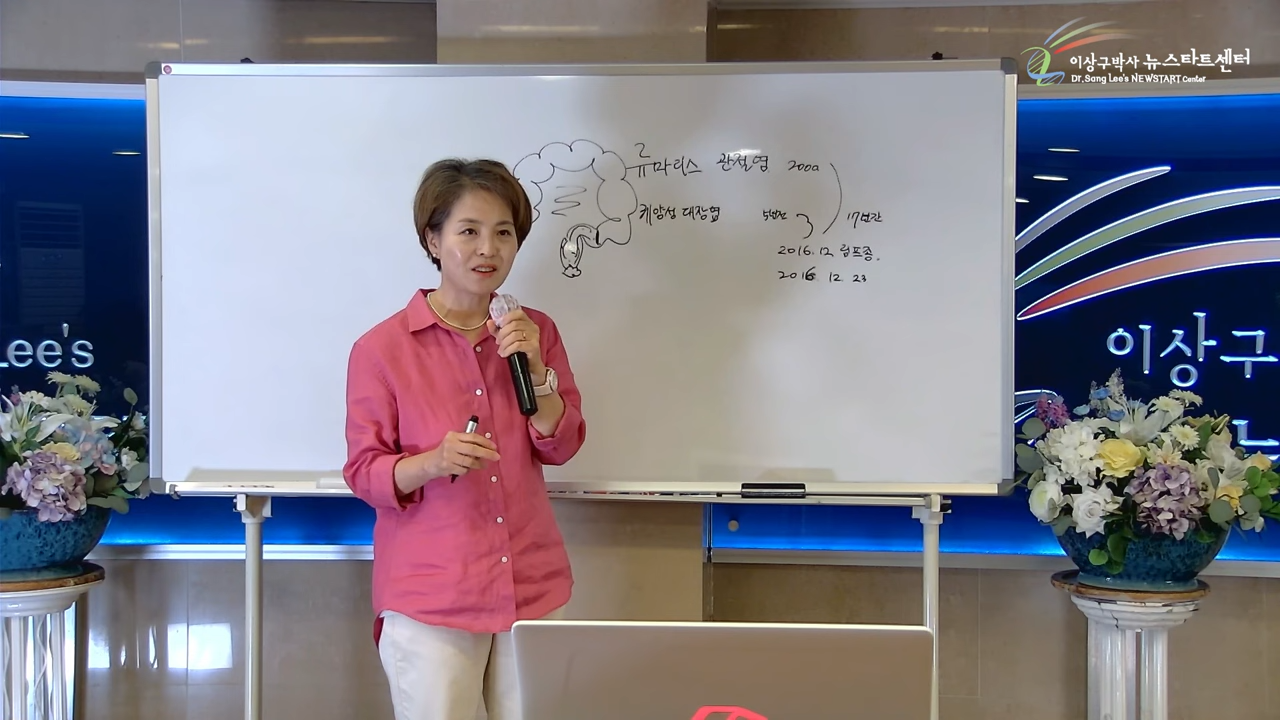 이상구박사 뉴스타트센터
Dr. Sang Lee's NEWSTART Center
류마티스 관절염 200a
궤양성 대장염 5년전 17년간
2016.12 림프종.
2016 12 23
Lee's
이상구